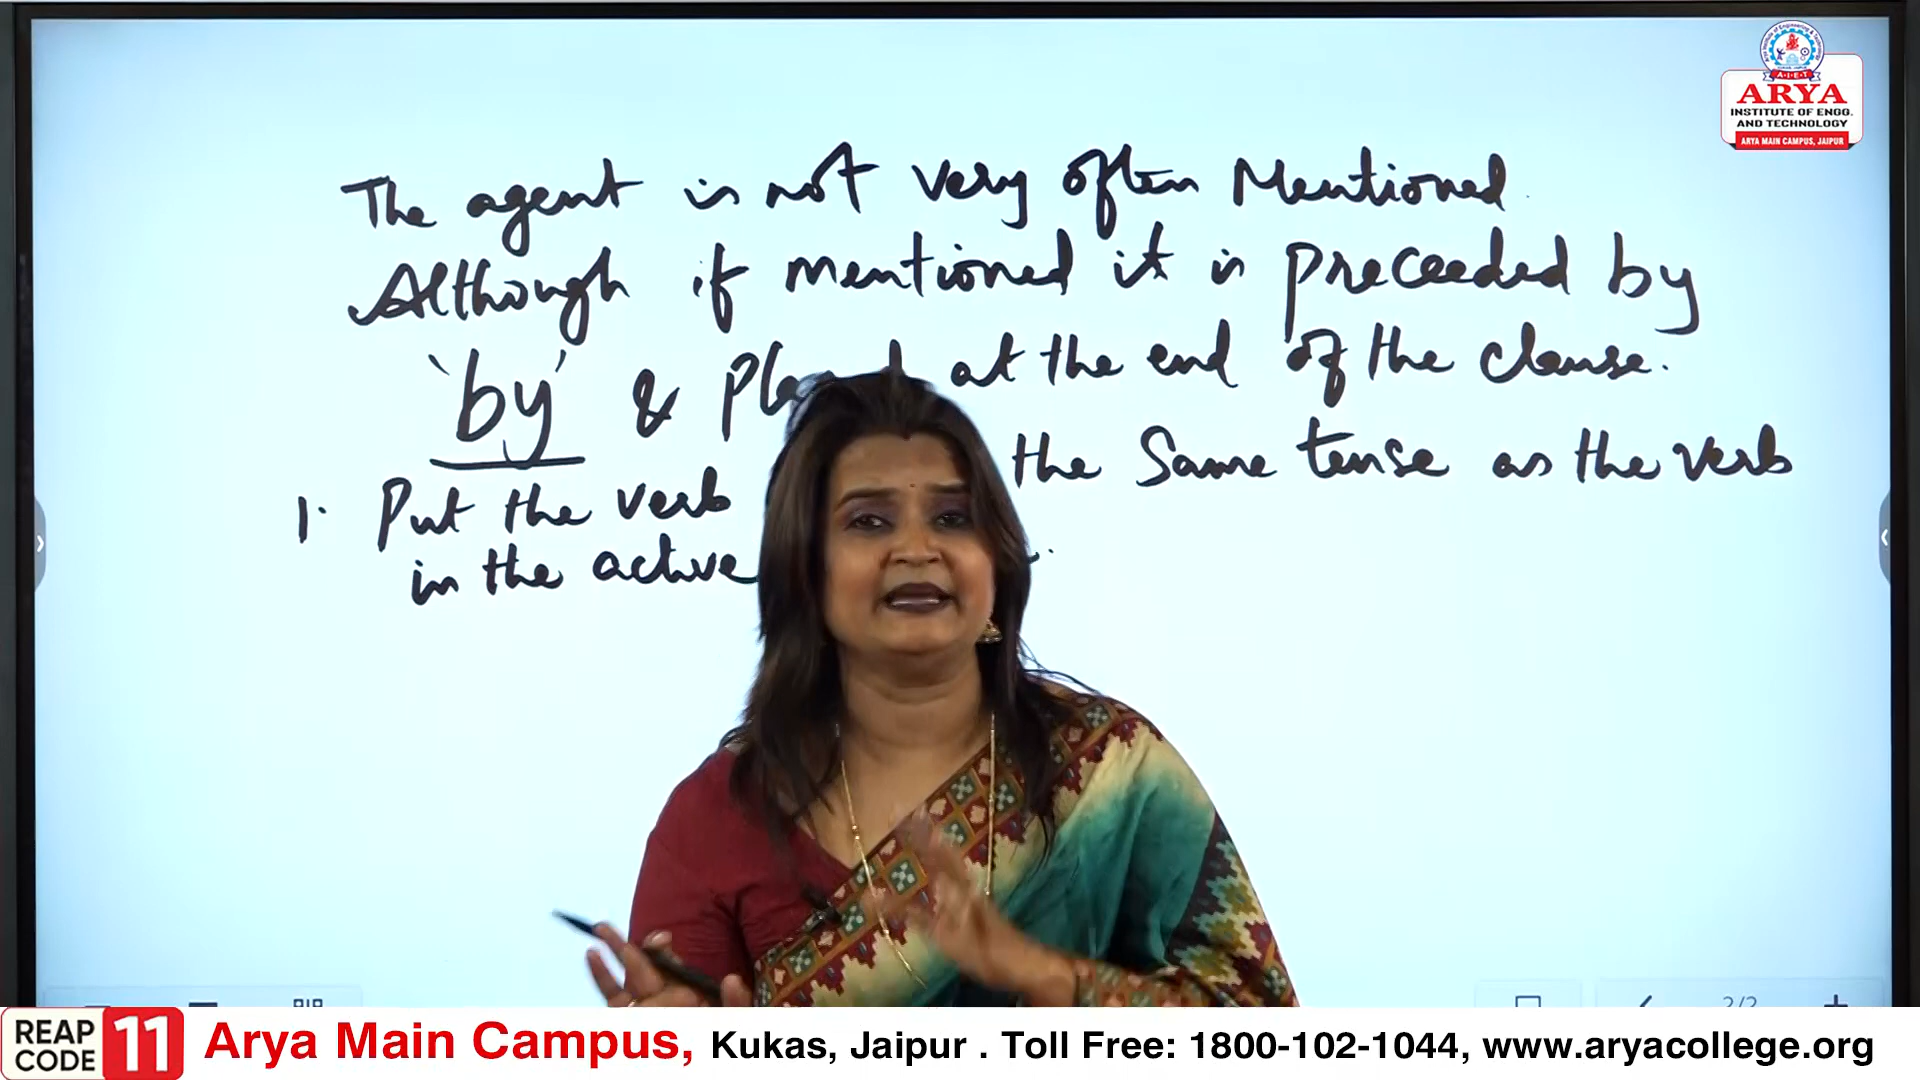 ARYA
INSTITUTE OF ENGG.
AND TECHNOLOGY
ARYA MAIN CAMPUS, JAIPUR
A·I·E·T
The agent is not very often Mentioned.
Although if mentioned it is preceeded by
'by' & at the end of the clause.
1. Put the verb the Same tense as the verb
in the active
2/2
REAP
CODE 11
Arya Main Campus, Kukas, Jaipur . Toll Free: 1800-102-1044, www.aryacollege.org